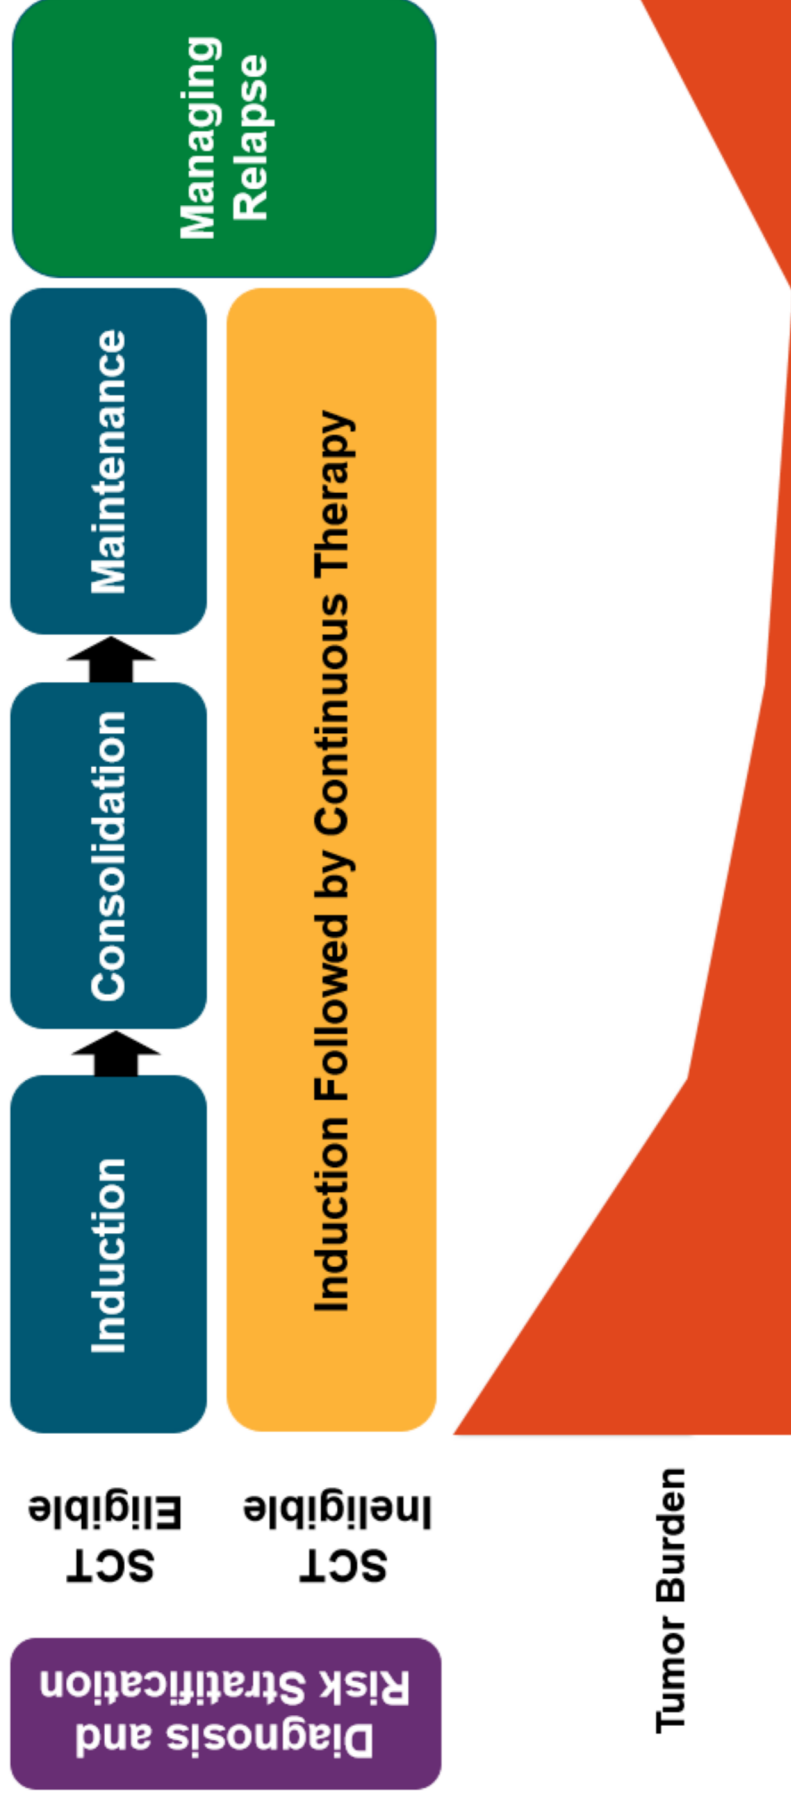 Diagnosis and
Risk Stratification
SCT
Eligible
Induction
Consolidation
Maintenance
SCT
Ineligible
Induction Followed by Continuous Therapy
Managing
Relapse
Tumor Burden